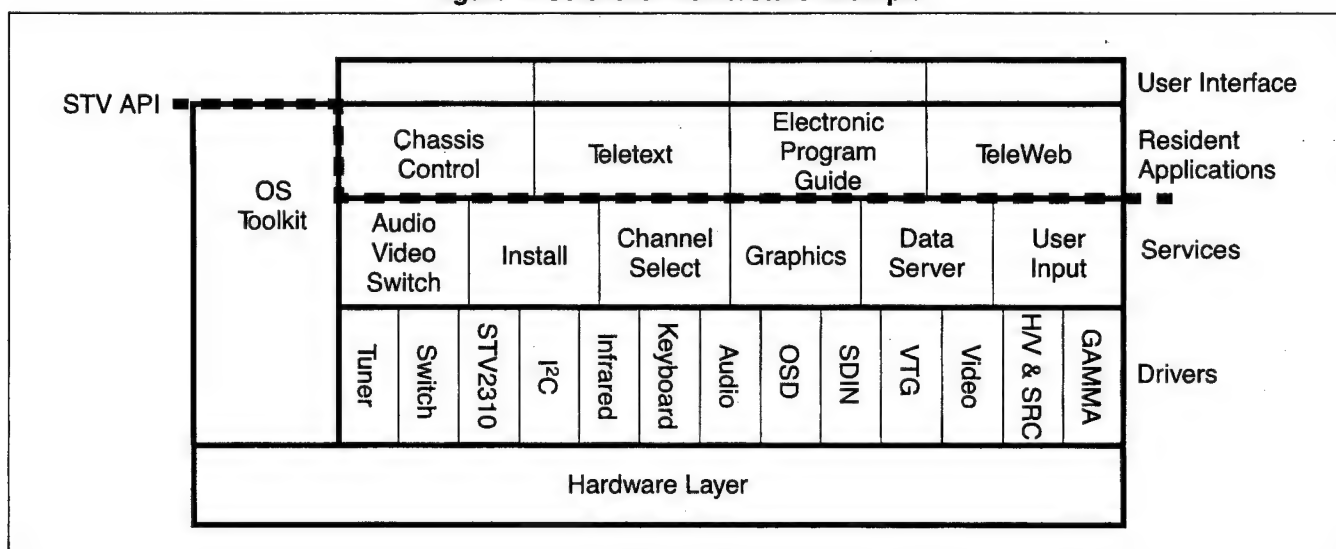 User Interface
STV API
Chassis
Control
Teletext
Electronic
Program
Guide
TeleWeb
Resident
Applications
OS
Toolkit
Audio
Video
Switch
Install
Channel
Select
Graphics
Data
Server
User
Input
Services
Tuner
Switch
STV2310
I²C
Infrared
Keyboard
Audio
OSD
SDIN
VTG
Video
H/V & SRC
GAMMA
Drivers
Hardware Layer